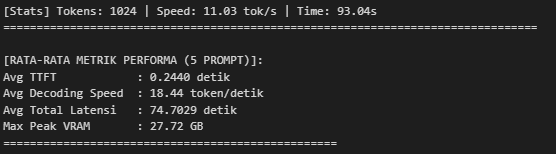 [Stats] Tokens: 1024 | Speed: 11.03 tok/s | Time: 93.04s
================================================================================
[RATA-RATA METRIK PERFORMA (5 PROMPT)]:
Avg TTFT            : 0.2440 detik
Avg Decoding Speed  : 18.44 token/detik
Avg Total Latensi   : 74.7029 detik
Max Peak VRAM       : 27.72 GB
==================================================